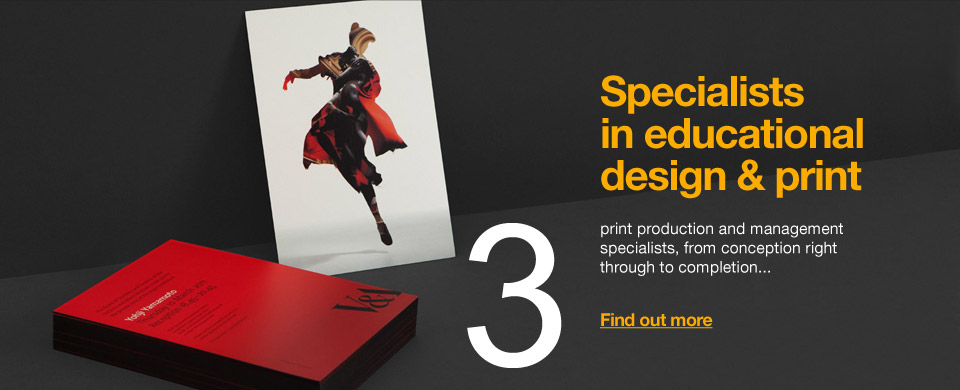 Specialists
in educational
design & print
print production and management
specialists, from conception right
through to completion...
Find out more
3
Yohji Yamamoto
V&A